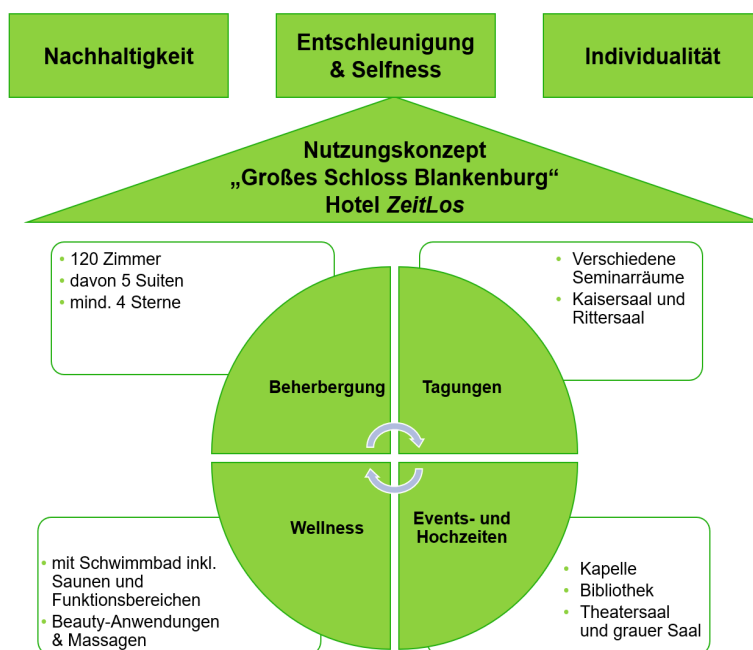 Nachhaltigkeit
Entschleunigung
& Selfness
Individualität
Nutzungskonzept
„Großes Schloss Blankenburg“
Hotel ZeitLos
• 120 Zimmer
• davon 5 Suiten
• mind. 4 Sterne
• Verschiedene
Seminarräume
• Kaisersaal und
Rittersaal
Beherbergung
Tagungen
Wellness
Events- und
Hochzeiten
• mit Schwimmbad inkl.
Saunen und
Funktionsbereichen
• Beauty-Anwendungen
& Massagen
• Kapelle
• Bibliothek
• Theatersaal
und grauer Saal